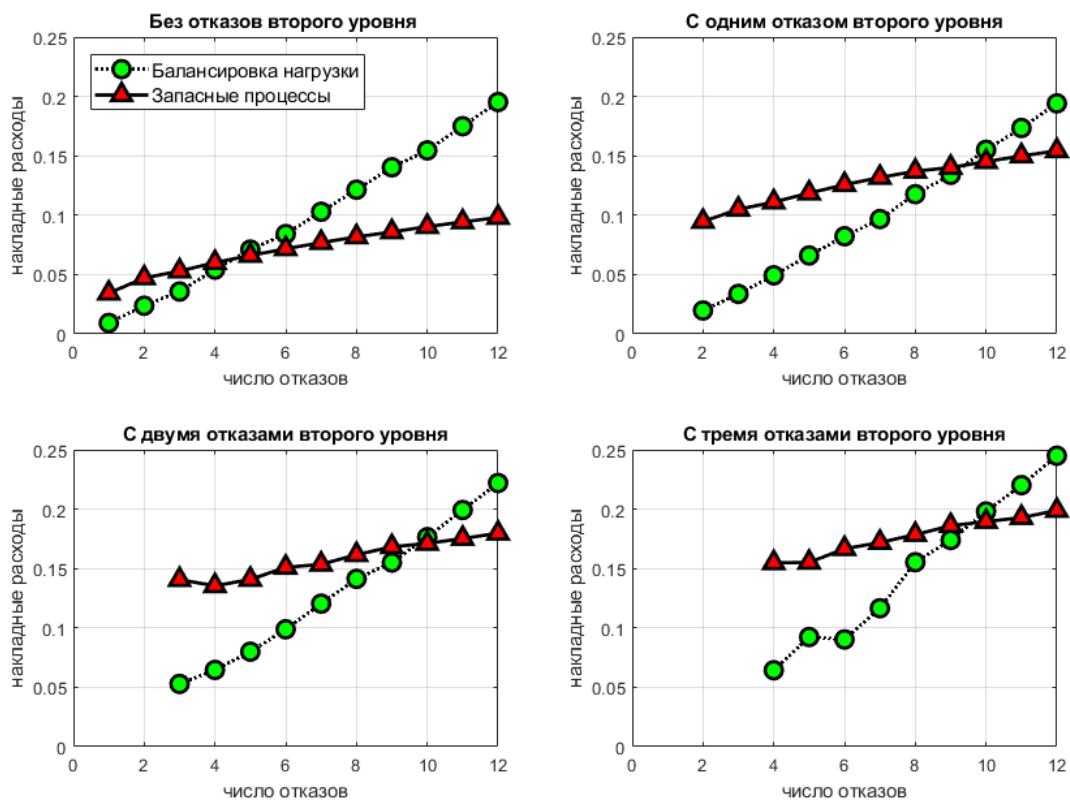 Без отказов второго уровня
0.25
0.2
0.15
0.1
0.05
0
накладные расходы
Балансировка нагрузки
Запасные процессы
0 2 4 6 8 10 12
число отказов
С одним отказом второго уровня
0.25
0.2
0.15
0.1
0.05
0
накладные расходы
0 2 4 6 8 10 12
число отказов
С двумя отказами второго уровня
0.25
0.2
0.15
0.1
0.05
0
накладные расходы
0 2 4 6 8 10 12
число отказов
С тремя отказами второго уровня
0.25
0.2
0.15
0.1
0.05
0
накладные расходы
0 2 4 6 8 10 12
число отказов